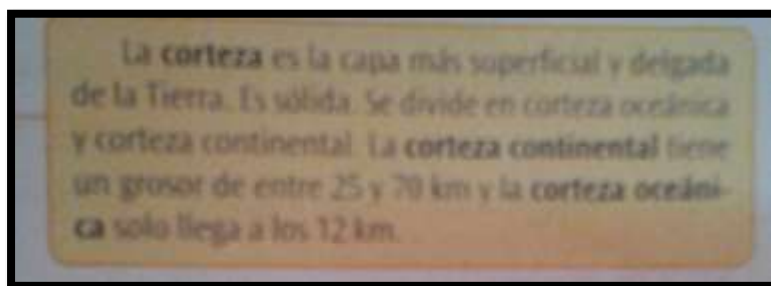 La corteza es la capa más superficial y delgada
de la Tierra. Es sólida. Se divide en corteza oceánica
y corteza continental. La corteza continental tiene
un grosor de entre 25 y 70 km y la corteza oceáni-
ca solo llega a los 12 km.